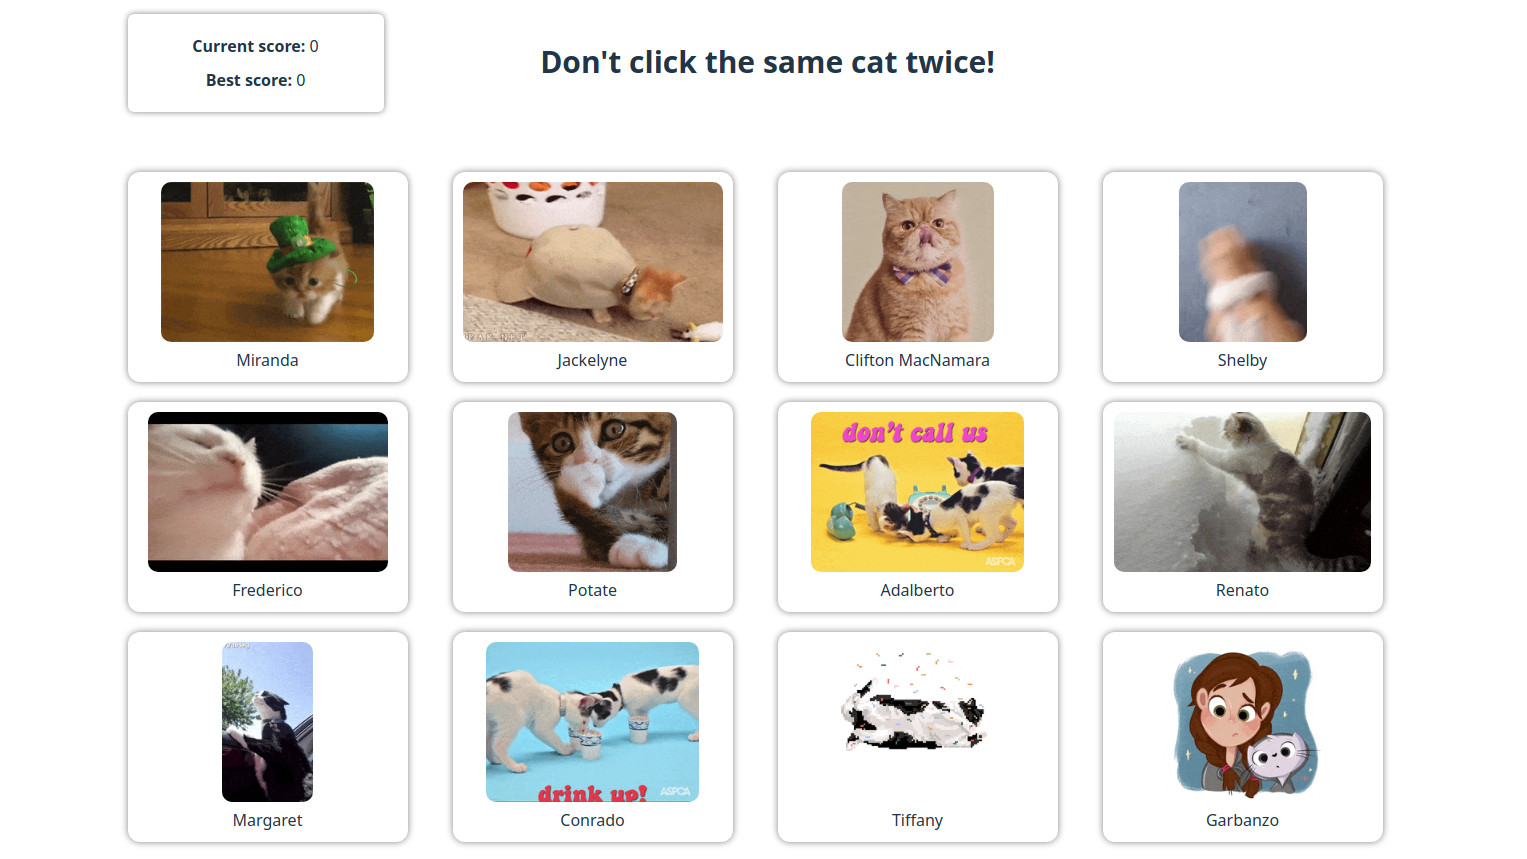 Current score: 0
Best score: 0
Don't click the same cat twice!
Miranda
Jackelyne
Clifton MacNamara
Shelby
don't call us
ASPCA
Frederico
Potate
Adalberto
Renato
drink up!
ASPCA
Margaret
Conrado
Tiffany
Garbanzo